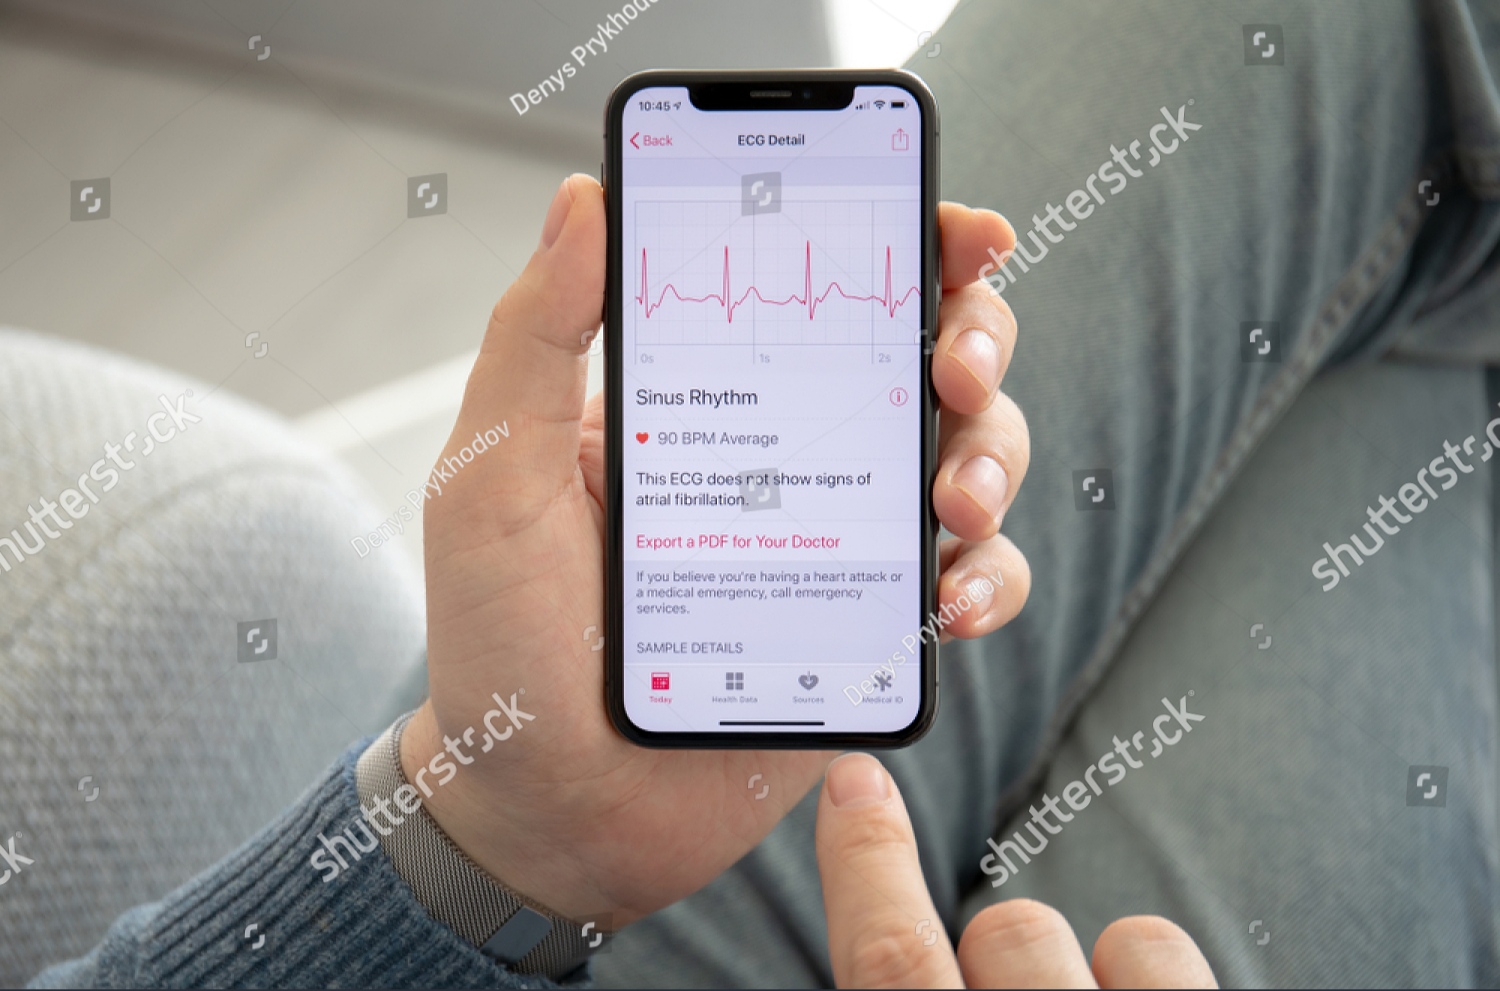 Denys Prykhodov
10:45
Back
ECG Detail
shutterstock
0s
1s
2s
Sinus Rhythm
i
90 BPM Average
This ECG does not show signs of
atrial fibrillation.
shutterstock
Denys Prykhodov
shutterstock
Export a PDF for Your Doctor
If you believe you're having a heart attack or
a medical emergency, call emergency
services.
Denys Prykhodov
SAMPLE DETAILS
Today
Health Data
Sources
Medical ID
shutterstock
shutterstock